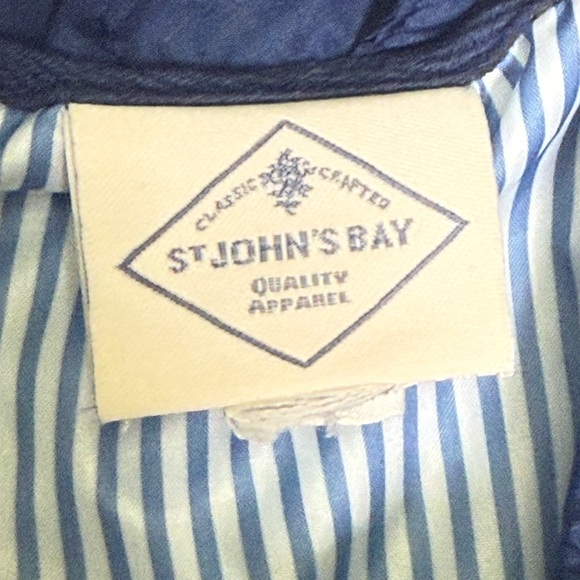 CLASSIC CRAFTED
ST JOHN'S BAY
QUALITY
APPAREL